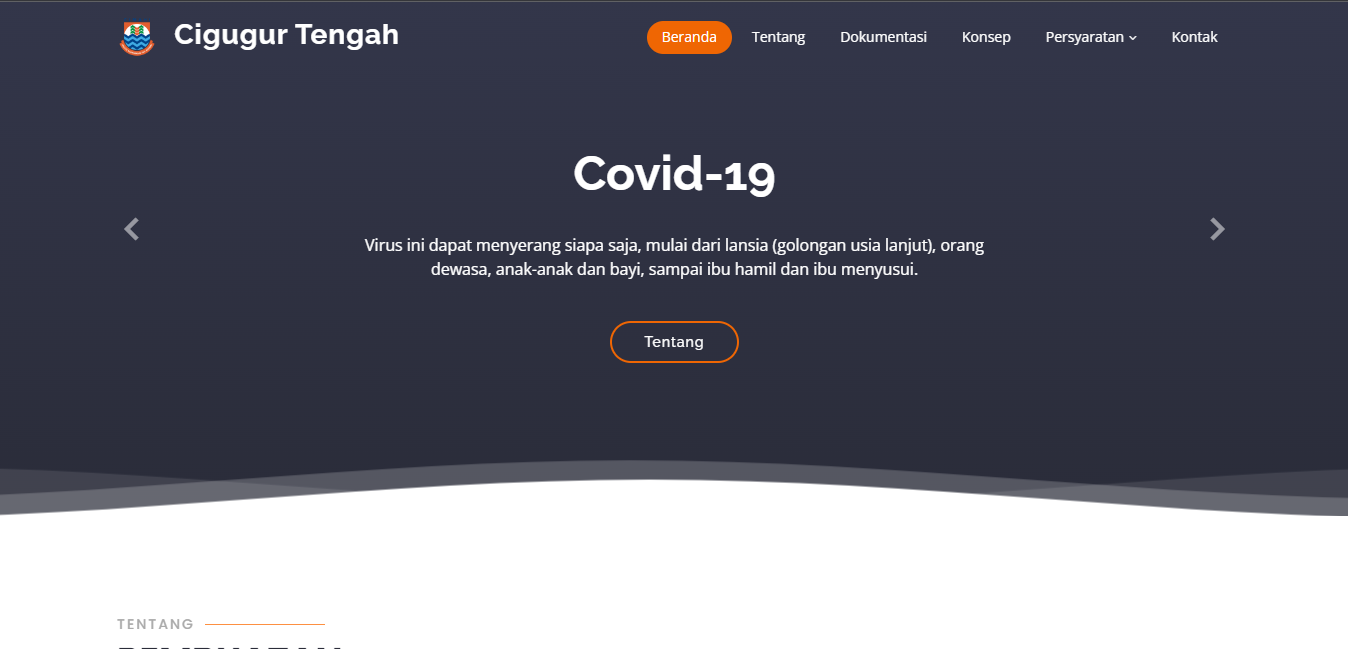 Cigugur Tengah
Beranda Tentang Dokumentasi Konsep Persyaratan Kontak
Covid-19
Virus ini dapat menyerang siapa saja, mulai dari lansia (golongan usia lanjut), orang
dewasa, anak-anak dan bayi, sampai ibu hamil dan ibu menyusui.
Tentang
TENTANG